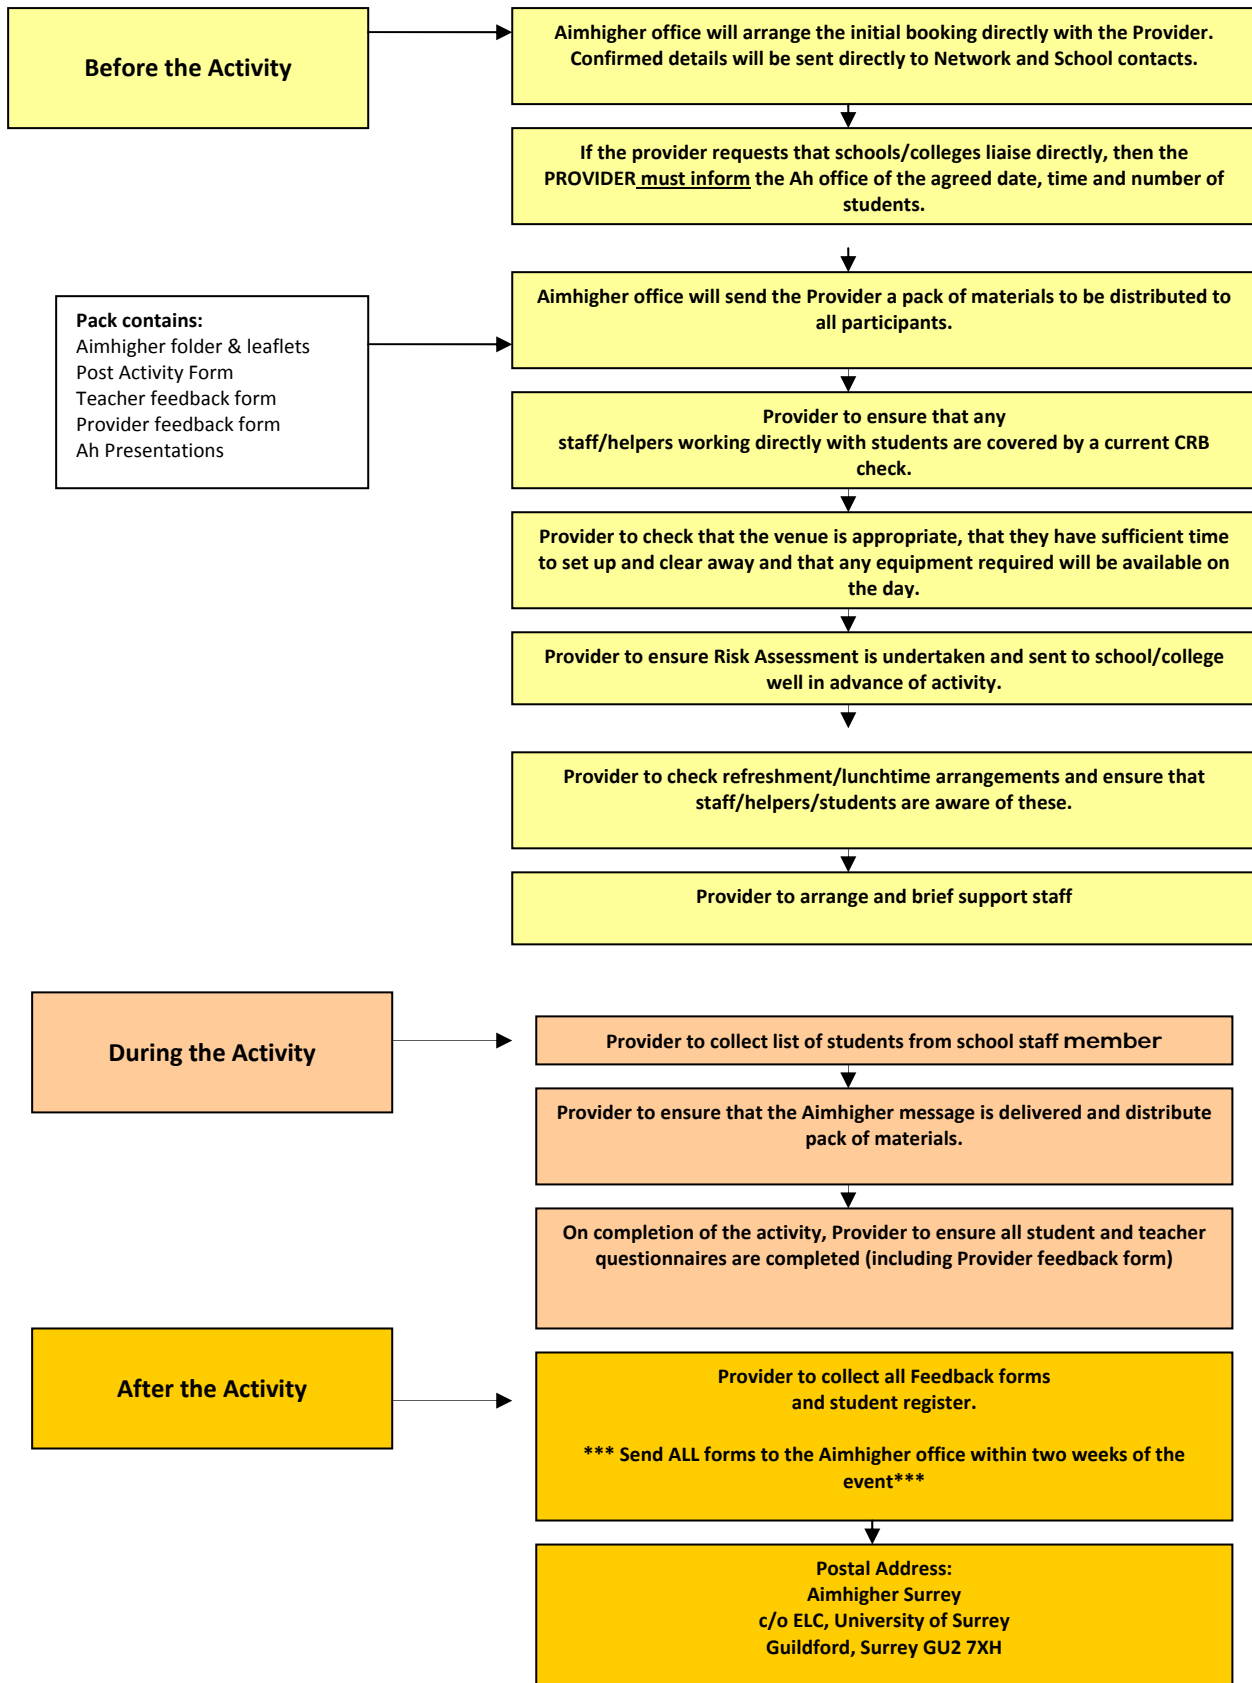 Before the Activity
Aimhigher office will arrange the initial booking directly with the Provider.
Confirmed details will be sent directly to Network and School contacts.
If the provider requests that schools/colleges liaise directly, then the
PROVIDER must inform the Ah office of the agreed date, time and number of
students.
Aimhigher office will send the Provider a pack of materials to be distributed to
all participants.
Pack contains:
Aimhigher folder & leaflets
Post Activity Form
Teacher feedback form
Provider feedback form
Ah Presentations
Provider to ensure that any
staff/helpers working directly with students are covered by a current CRB
check.
Provider to check that the venue is appropriate, that they have sufficient time
to set up and clear away and that any equipment required will be available on
the day.
Provider to ensure Risk Assessment is undertaken and sent to school/college
well in advance of activity.
Provider to check refreshment/lunchtime arrangements and ensure that
staff/helpers/students are aware of these.
Provider to arrange and brief support staff
During the Activity
Provider to collect list of students from school staff member
Provider to ensure that the Aimhigher message is delivered and distribute
pack of materials.
On completion of the activity, Provider to ensure all student and teacher
questionnaires are completed (including Provider feedback form)
After the Activity
Provider to collect all Feedback forms
and student register.
*** Send ALL forms to the Aimhigher office within two weeks of the
event***
Postal Address:
Aimhigher Surrey
c/o ELC, University of Surrey
Guildford, Surrey GU2 7XH